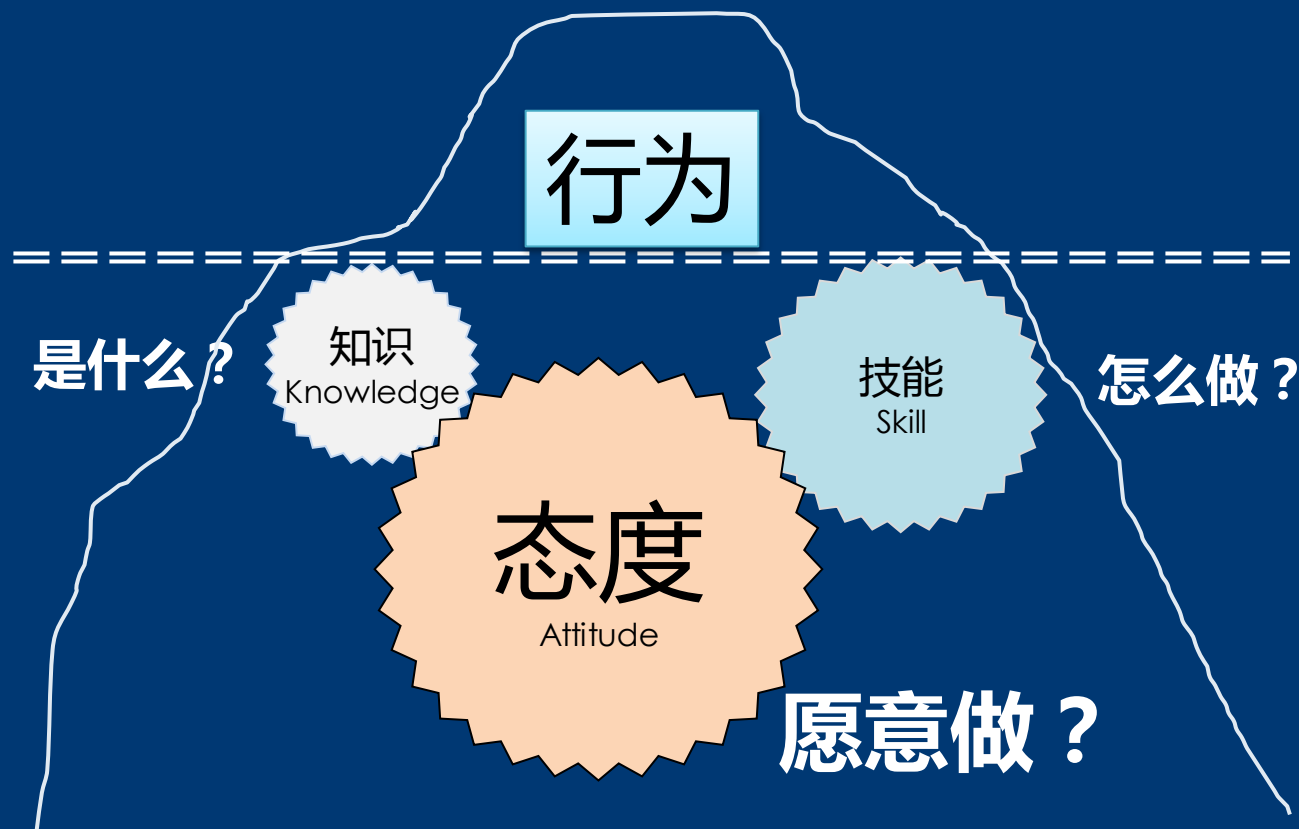 行为
是什么？
知识
Knowledge
技能
Skill
怎么做？
态度
Attitude
愿意做？